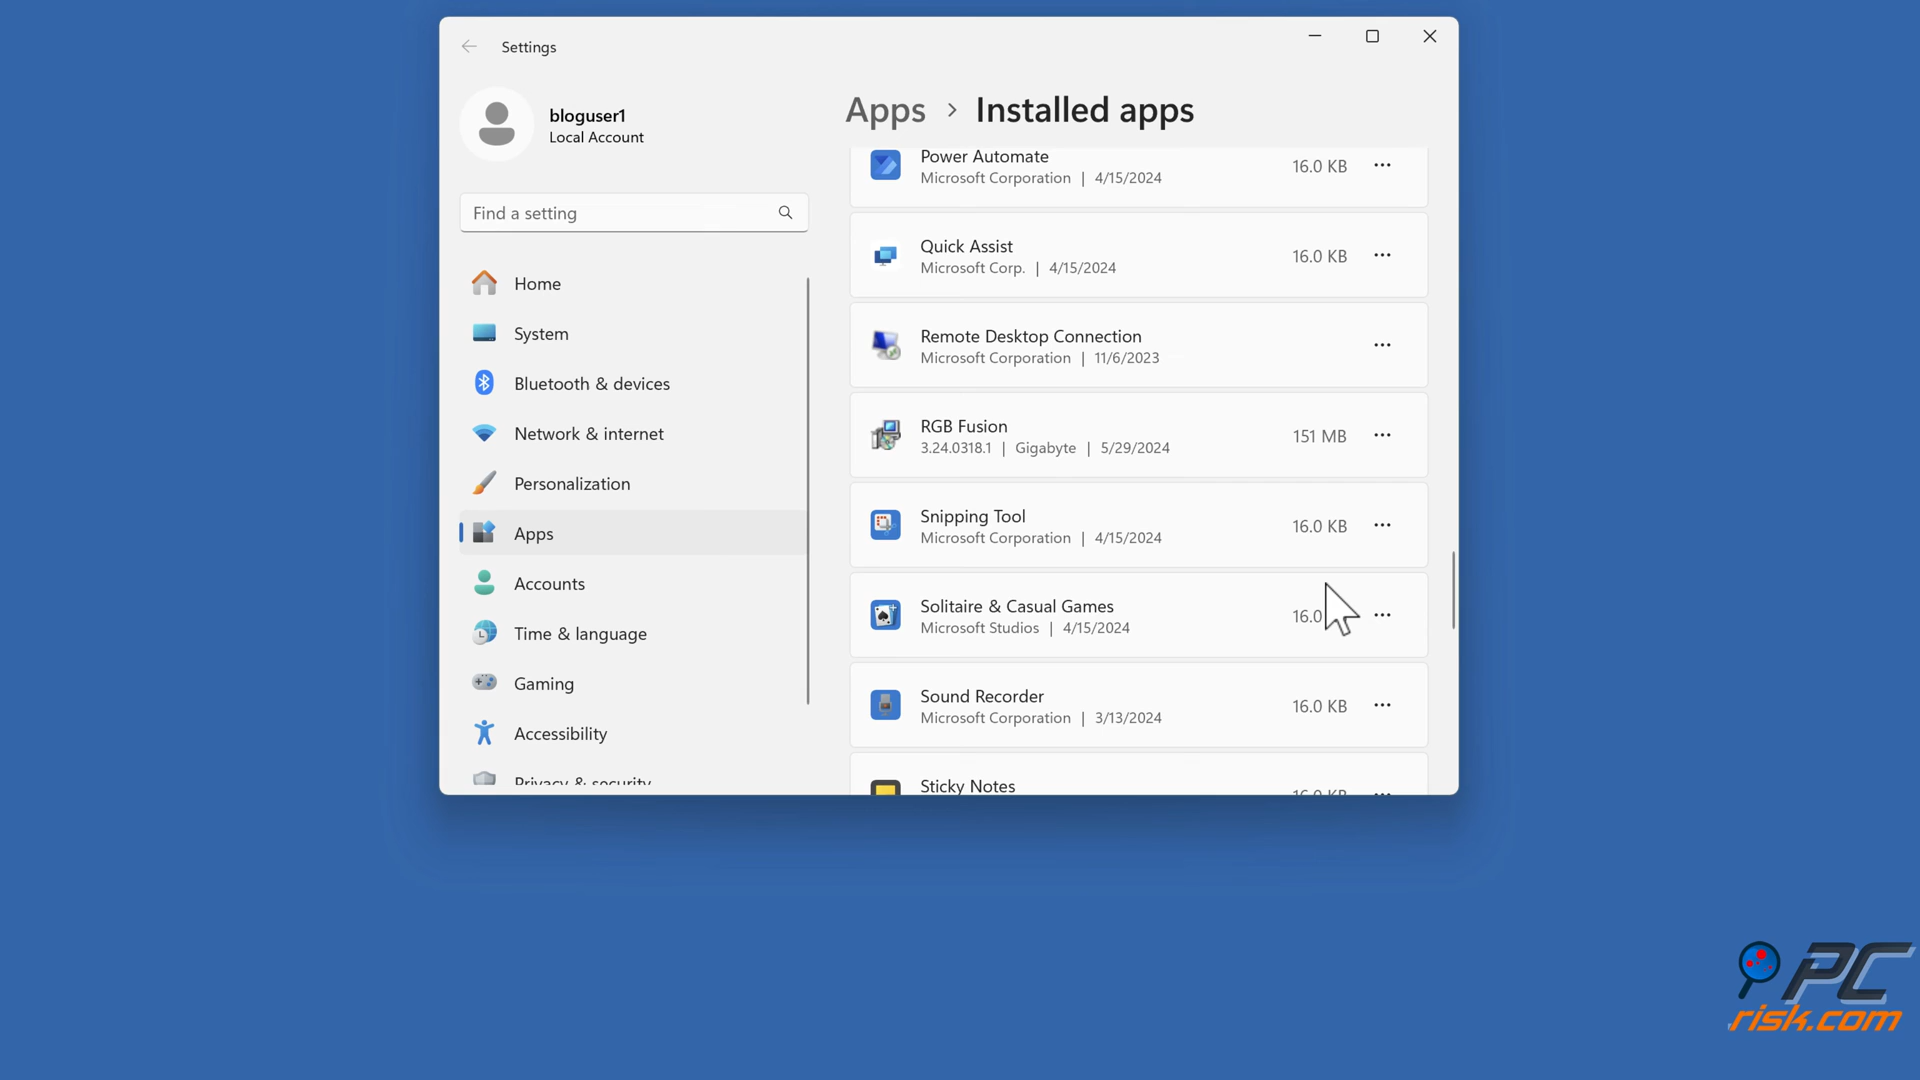 Settings
bloguser1
Local Account
Find a setting
Home
System
Bluetooth & devices
Network & internet
Personalization
Apps
Accounts
Time & language
Gaming
Accessibility
Privacy & security
Apps > Installed apps
Power Automate
Microsoft Corporation | 4/15/2024
16.0 KB
Quick Assist
Microsoft Corp. | 4/15/2024
16.0 KB
Remote Desktop Connection
Microsoft Corporation | 11/6/2023
RGB Fusion
3.24.0318.1 | Gigabyte | 5/29/2024
151 MB
Snipping Tool
Microsoft Corporation | 4/15/2024
16.0 KB
Solitaire & Casual Games
Microsoft Studios | 4/15/2024
16.0
Sound Recorder
Microsoft Corporation | 3/13/2024
16.0 KB
Sticky Notes
16.0 KB
PC
risk.com